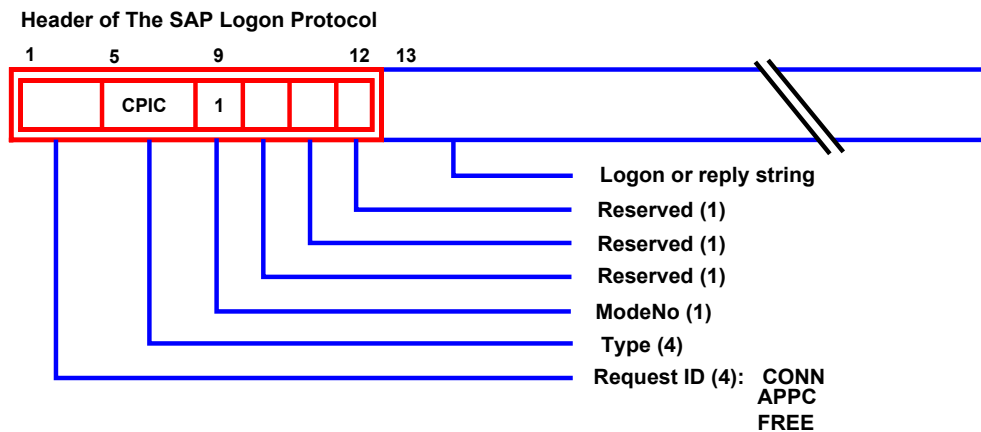 Header of The SAP Logon Protocol
1 5 9 12 13
CPIC 1
Logon or reply string
Reserved (1)
Reserved (1)
Reserved (1)
ModeNo (1)
Type (4)
Request ID (4): CONN
APPC
FREE